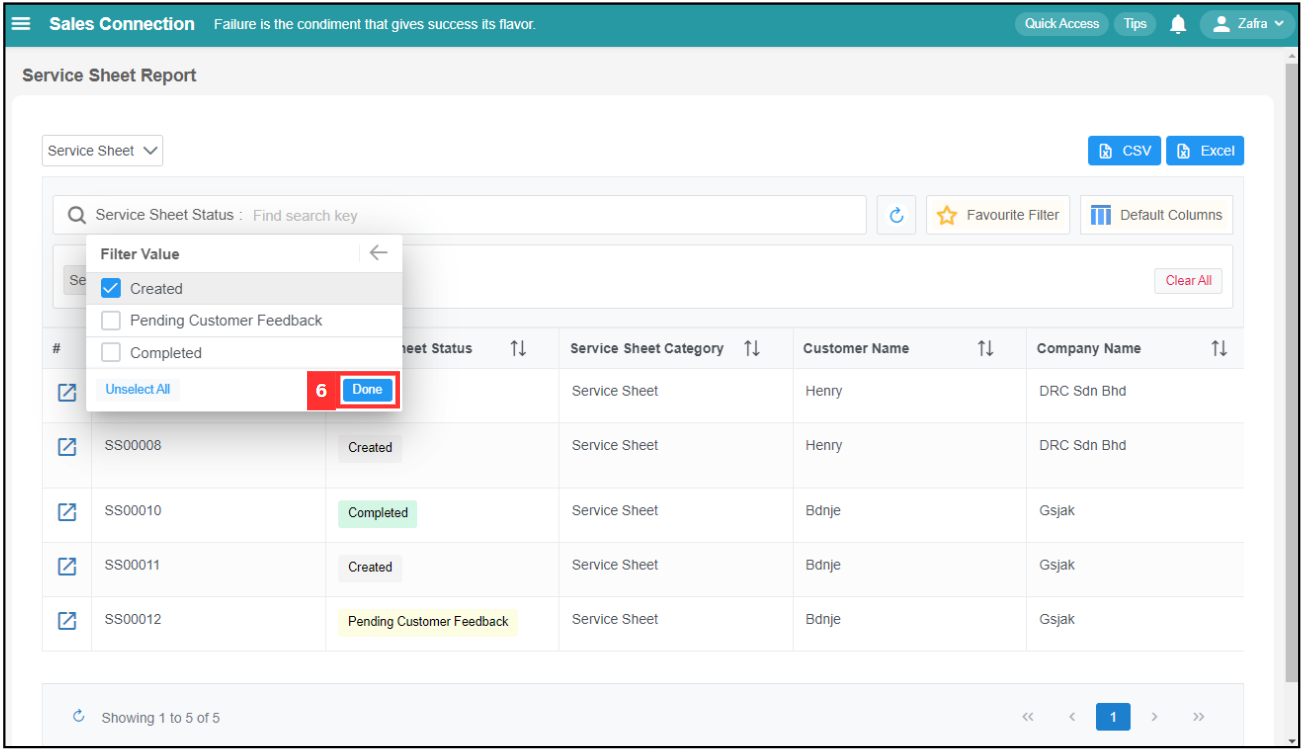 Sales Connection Failure is the condiment that gives success its flavor. Quick Access Tips Zafra
Service Sheet Report
Service Sheet CSV Excel
Service Sheet Status : Find search key Favourite Filter Default Columns
Filter Value
Se Clear All
Created
Pending Customer Feedback
Completed
# heet Status Service Sheet Category Customer Name Company Name
Unselect All 6 Done Service Sheet Henry DRC Sdn Bhd
SS00008 Created Service Sheet Henry DRC Sdn Bhd
SS00010 Completed Service Sheet Bdnje Gsjak
SS00011 Created Service Sheet Bdnje Gsjak
SS00012 Pending Customer Feedback Service Sheet Bdnje Gsjak
Showing 1 to 5 of 5 << < 1 > >>